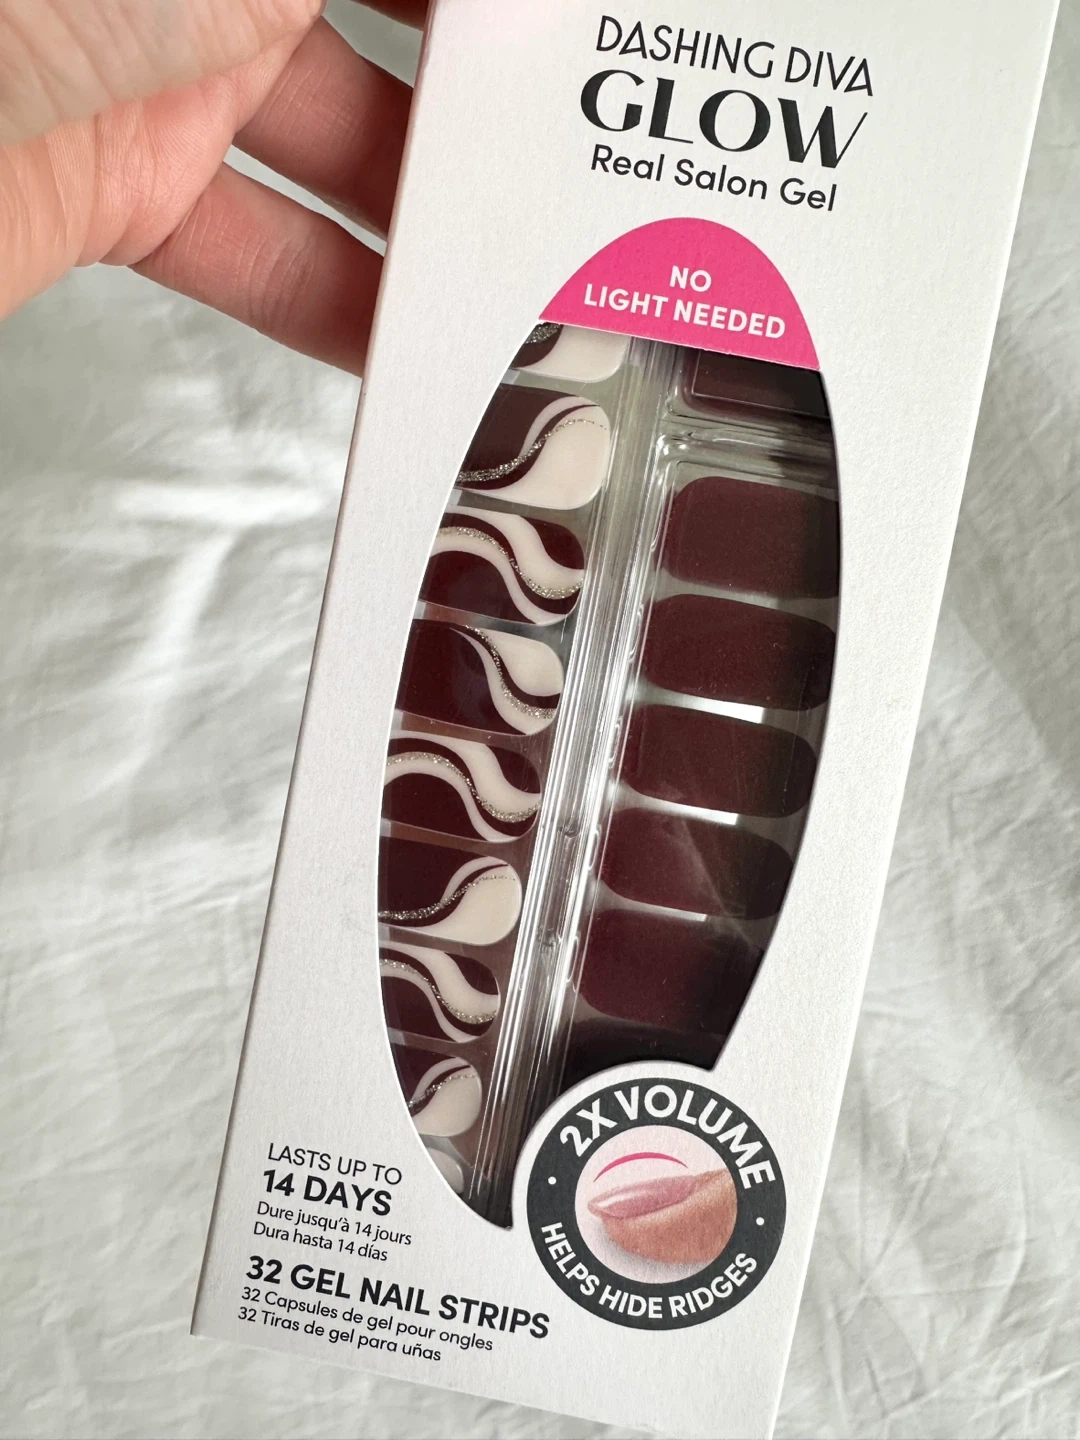 DASHING DIVA
GLOW
Real Salon Gel
NO
LIGHT NEEDED
LASTS UP TO
14 DAYS
Dure jusqu'à 14 jours
Dura hasta 14 días
32 GEL NAIL STRIPS
32 Capsules de gel pour ongles
32 Tiras de gel para uñas
2X VOLUME
HELPS HIDE RIDGES